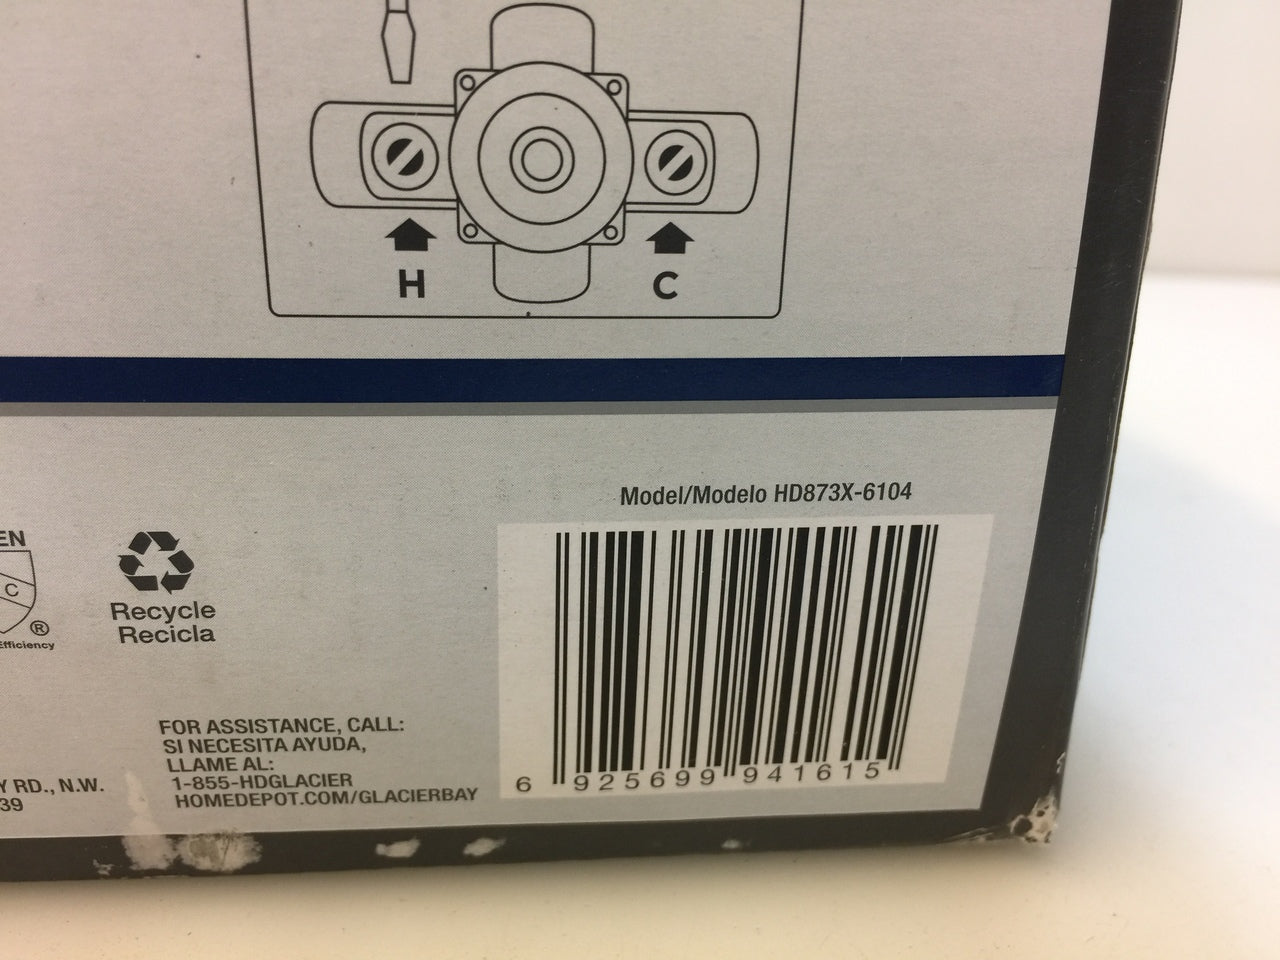 H
C
Model/Modelo HD873X-6104
EN
C
®
Efficiency
Recycle
Recicla
FOR ASSISTANCE, CALL:
SI NECESITA AYUDA,
LLAME AL:
1-855-HDGLACIER
HOMEDEPOT.COM/GLACIERBAY
Y RD., N.W.
39
6 925699 941615